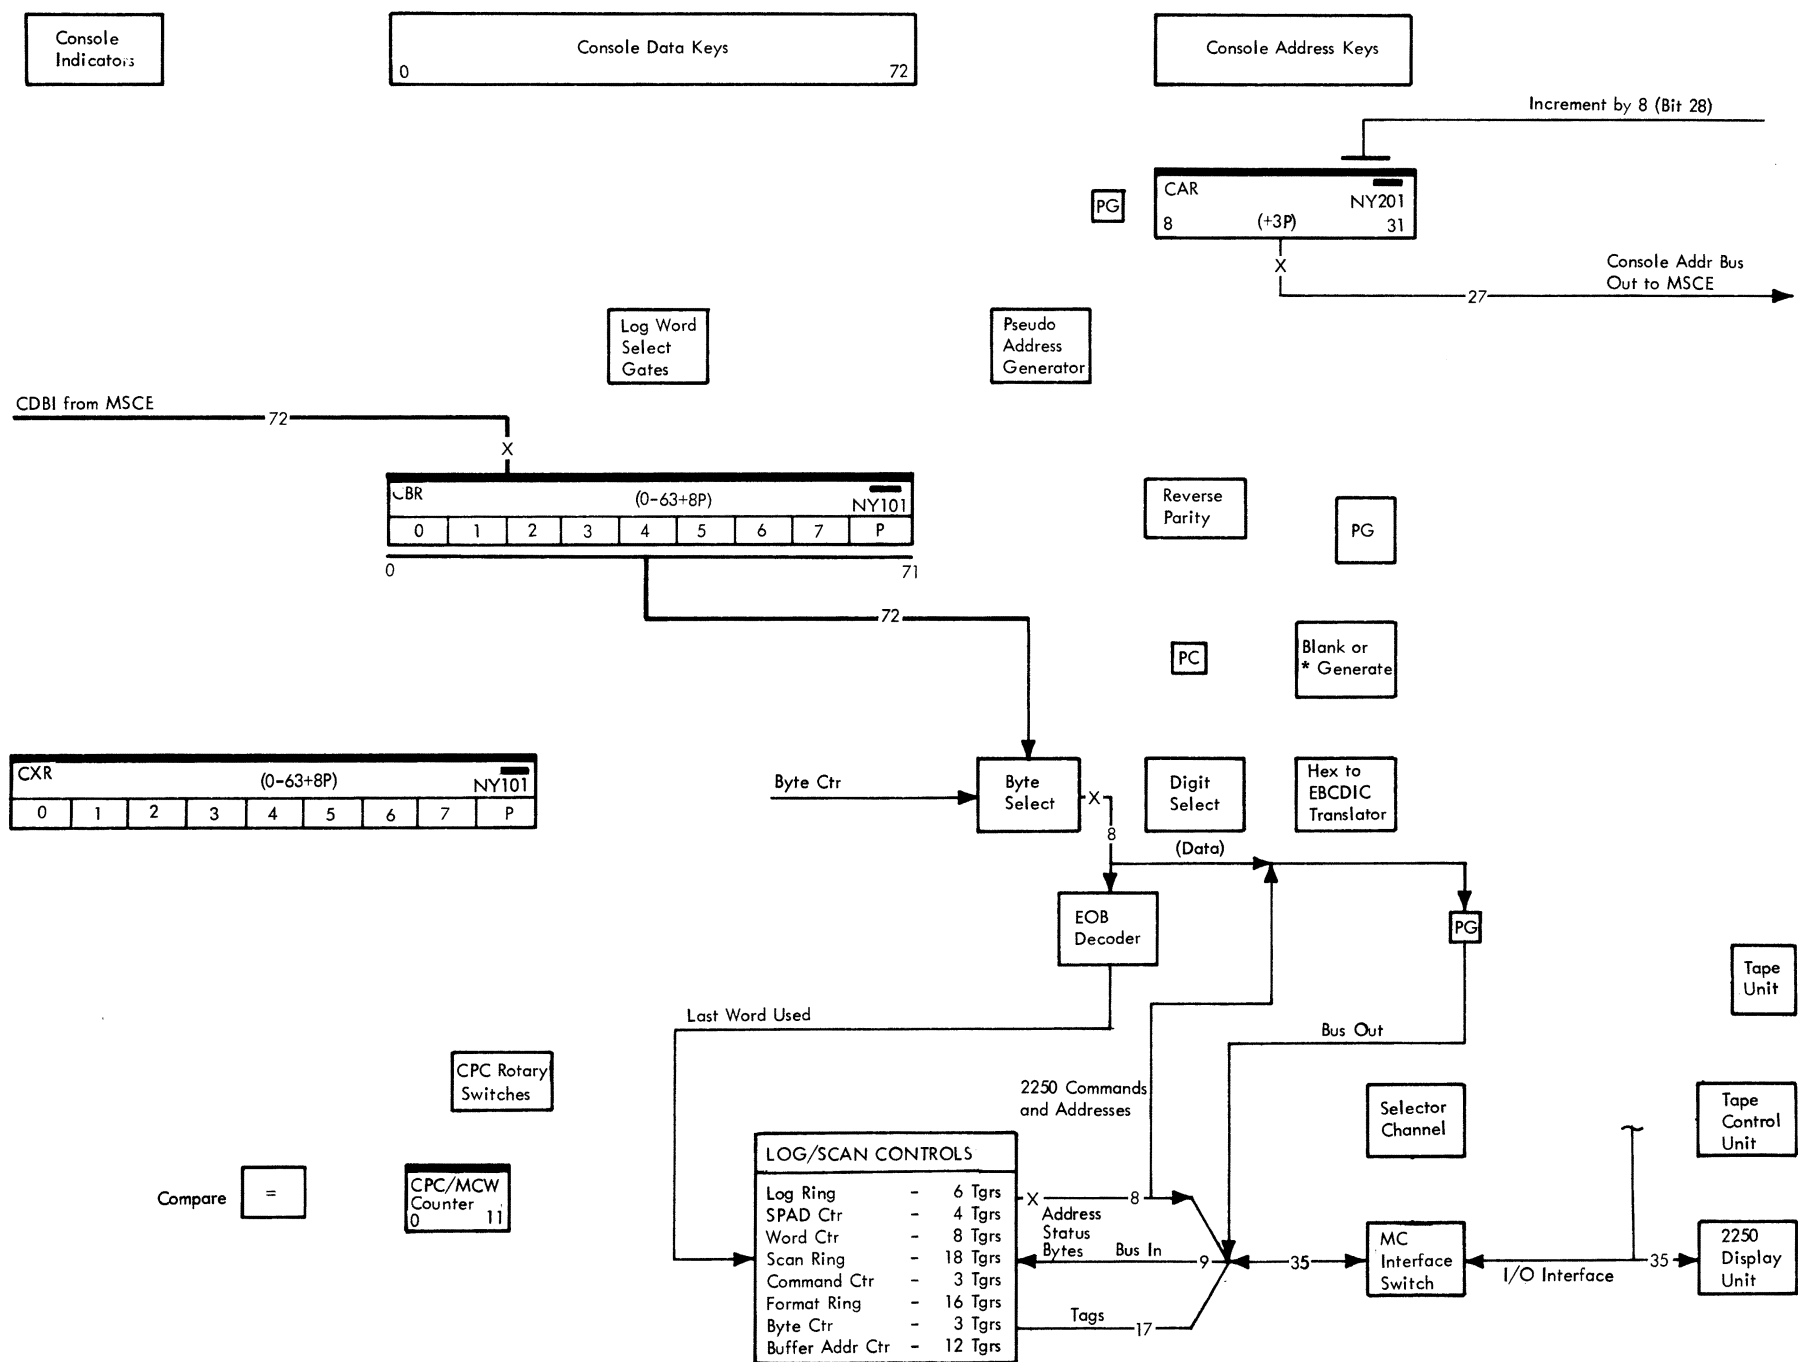 Console
Indicators
Console Data Keys
0 72
Console Address Keys
Increment by 8 (Bit 28)
PG
CAR
NY201
8 (+3P) 31
X
Console Addr Bus
Out to MSCE
27
Log Word
Select
Gates
Pseudo
Address
Generator
CDBI from MSCE
72
X
CBR (0-63+8P)
NY101
0 1 2 3 4 5 6 7 P
0 71
72
Reverse
Parity
PG
PC
Blank or
* Generate
CXR (0-63+8P)
NY101
0 1 2 3 4 5 6 7 P
Byte Ctr
Byte
Select
X
8
Digit
Select
Hex to
EBCDIC
Translator
(Data)
EOB
Decoder
PG
Tape
Unit
Last Word Used
Bus Out
CPC Rotary
Switches
2250 Commands
and Addresses
Selector
Channel
Tape
Control
Unit
Compare
=
CPC/MCW
Counter
0 11
LOG/SCAN CONTROLS
Log Ring - 6 Tgrs
SPAD Ctr - 4 Tgrs
Word Ctr - 8 Tgrs
Scan Ring - 18 Tgrs
Command Ctr - 3 Tgrs
Format Ring - 16 Tgrs
Byte Ctr - 3 Tgrs
Buffer Addr Ctr - 12 Tgrs
X 8
Address
Status
Bytes
Bus In
9
35
Tags
17
MC
Interface
Switch
I/O Interface
35
2250
Display
Unit